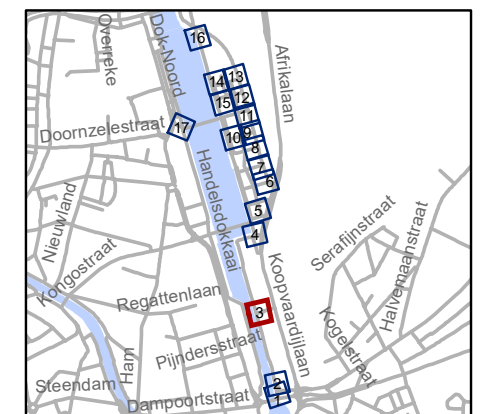 Overreke
Dok-Noord
16
Afrikalaan
14
13
15
12
11
Doornzelestraat
17
10
9
8
7
6
Handelsdokkaai
Nieuwland
5
4
Serafijnstraat
Halvemaanstraat
Kongostraat
Koopvaardijlaan
Regattenlaan
3
Kogelstraat
Pijndersstraat
Ham
Steendam
2
1
Dampoortstraat